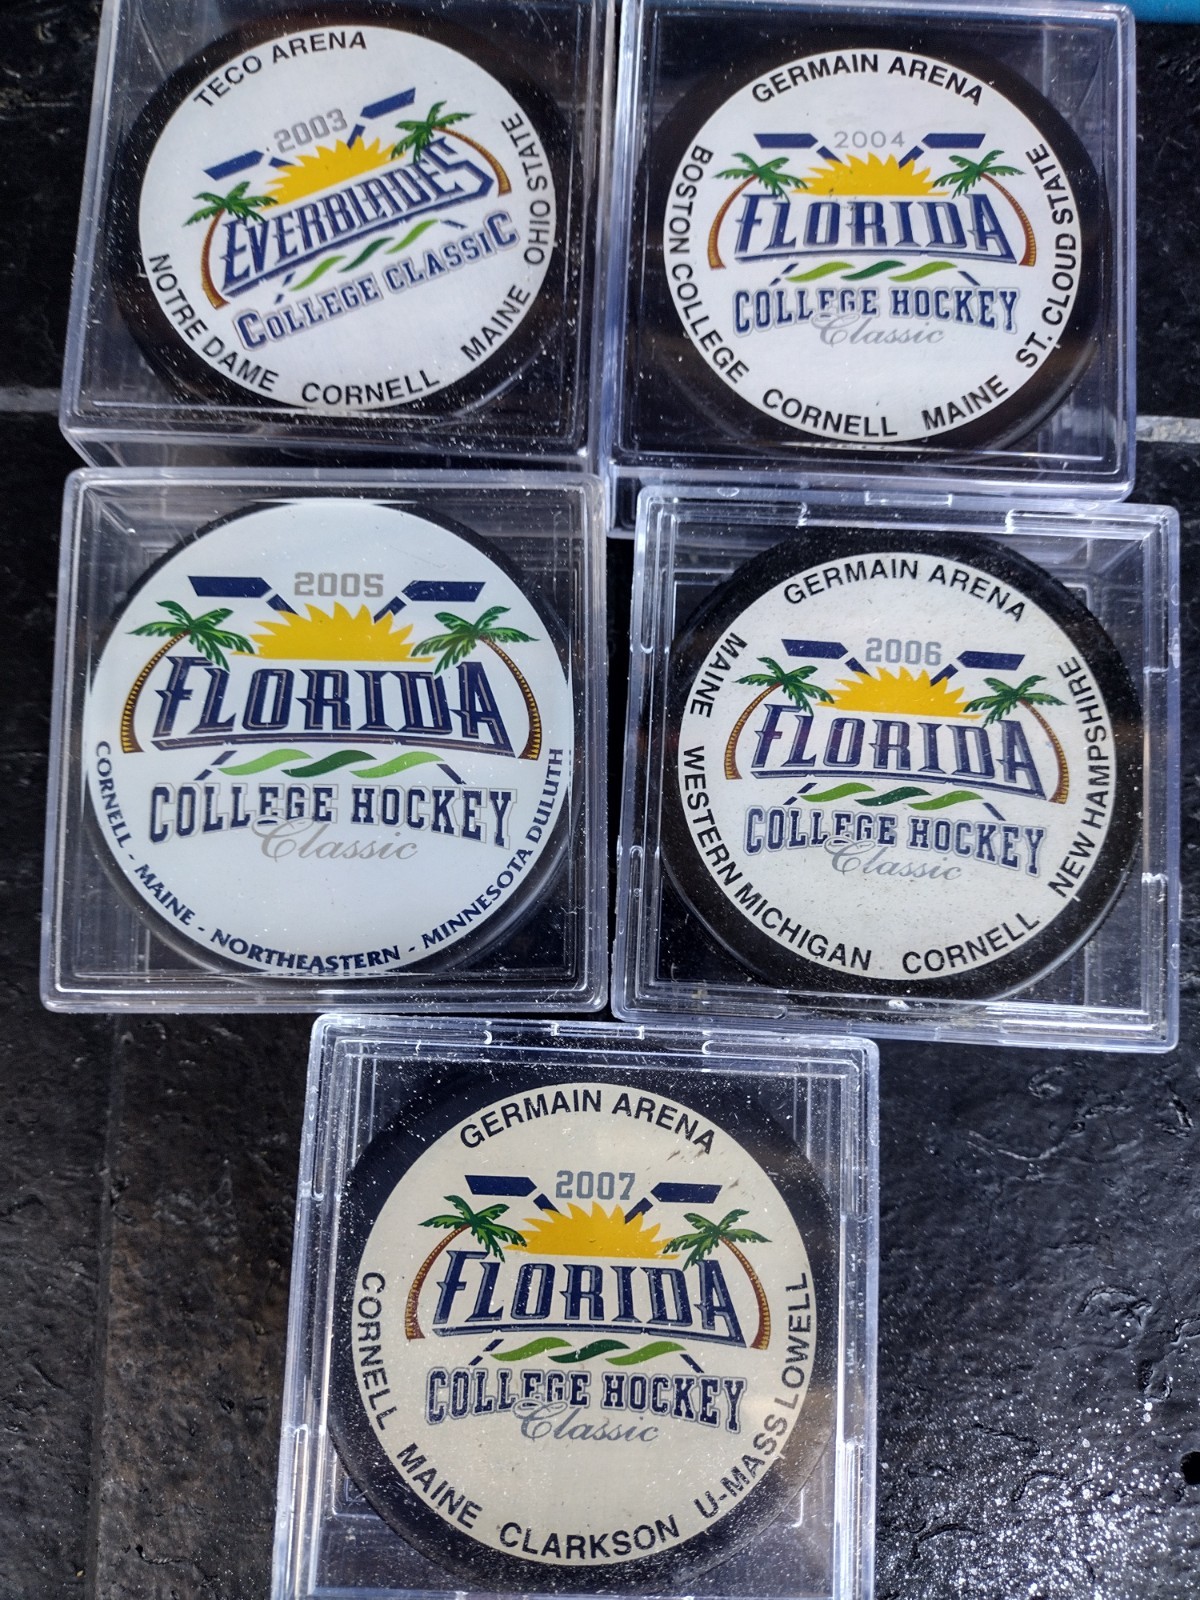 TECO ARENA
2003
EVERBLADES
COLLEGE CLASSIC
NOTRE DAME CORNELL MAINE OHIO STATE
GERMAIN ARENA
2004
FLORIDA
COLLEGE HOCKEY
Classic
BOSTON COLLEGE CORNELL MAINE ST. CLOUD STATE
2005
FLORIDA
COLLEGE HOCKEY
Classic
CORNELL - MAINE - NORTHEASTERN - MINNESOTA DULUTH
GERMAIN ARENA
2006
FLORIDA
COLLEGE HOCKEY
Classic
MAINE WESTERN MICHIGAN CORNELL NEW HAMPSHIRE
GERMAIN ARENA
2007
FLORIDA
COLLEGE HOCKEY
Classic
CORNELL MAINE CLARKSON U-MASS LOWELL